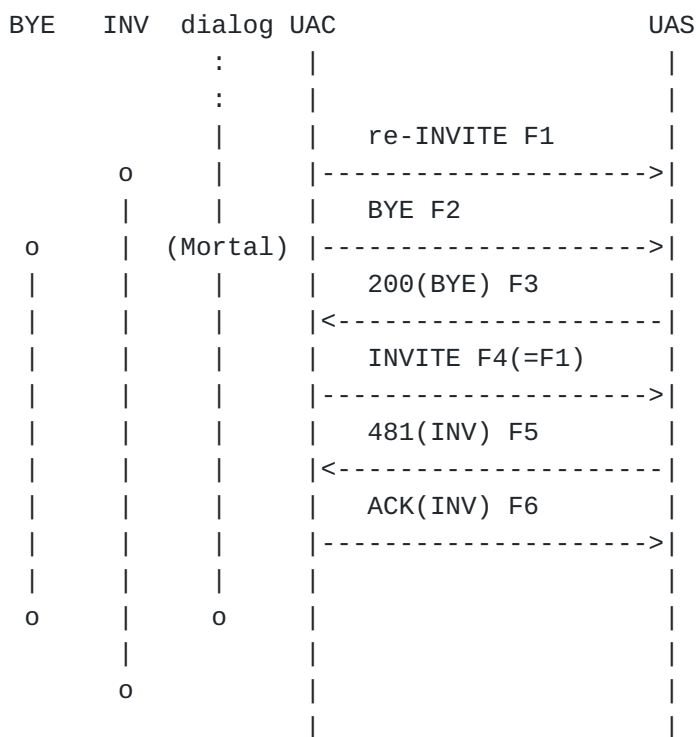 BYE   INV  dialog UAC                    UAS
             :     |                      |
             :     |                      |
             |     |   re-INVITE F1       |
       o     |     |--------------------->|
       |     |     |   BYE F2             |
 o     |  (Mortal) |--------------------->|
 |     |     |     |   200(BYE) F3        |
 |     |     |     |<---------------------|
 |     |     |     |   INVITE F4(=F1)     |
 |     |     |     |--------------------->|
 |     |     |     |   481(INV) F5        |
 |     |     |     |<---------------------|
 |     |     |     |   ACK(INV) F6        |
 |     |     |     |--------------------->|
 |     |     |     |                      |
 o     |     o     |                      |
       |           |                      |
       o           |                      |
                   |                      |